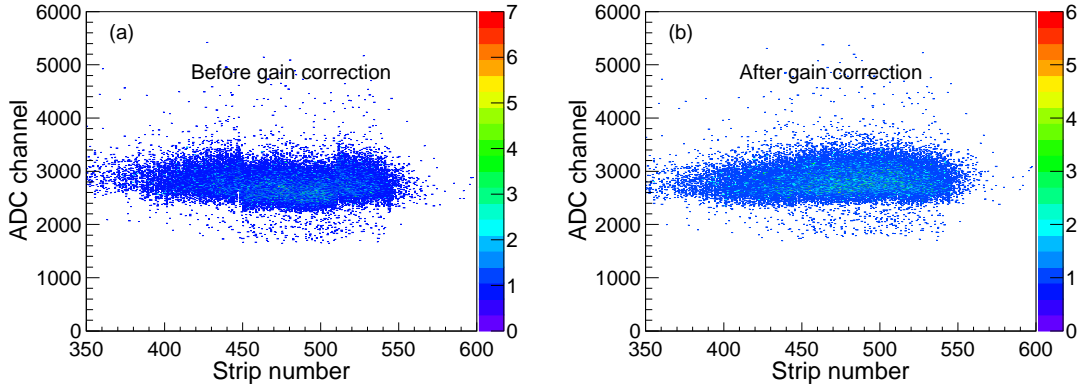 (a)
Before gain correction
ADC channel
6000
5000
4000
3000
2000
1000
0
350 400 450 500 550 600
Strip number
7
6
5
4
3
2
1
0
(b)
After gain correction
ADC channel
6000
5000
4000
3000
2000
1000
0
350 400 450 500 550 600
Strip number
6
5
4
3
2
1
0